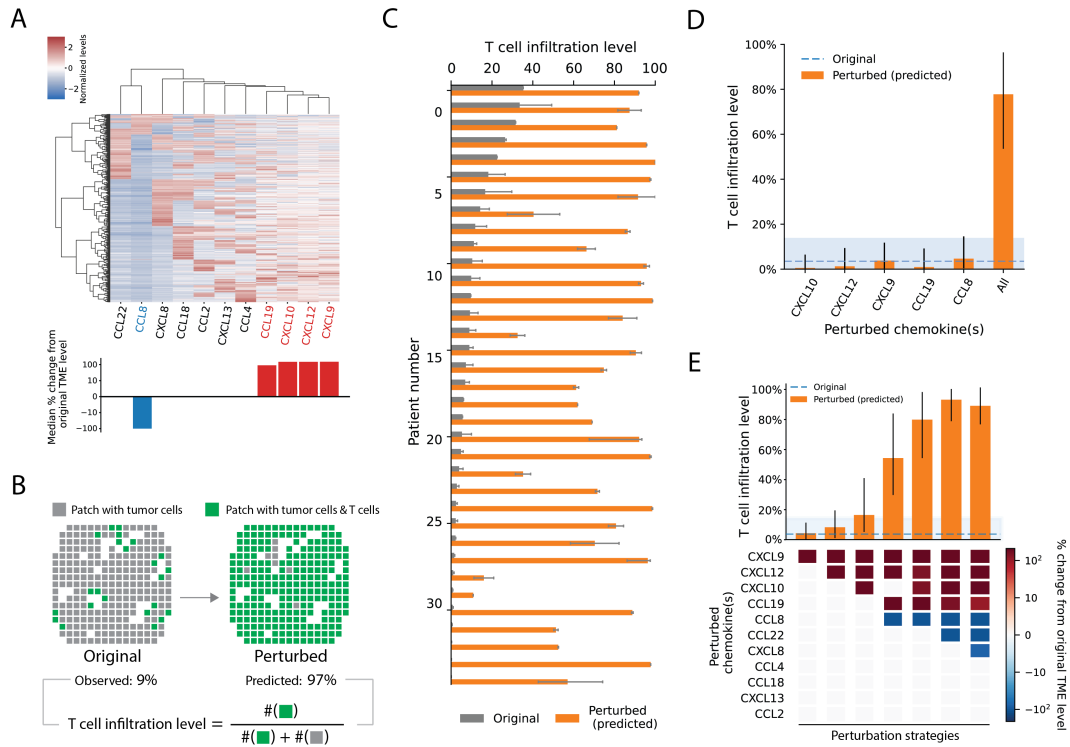 A
2
0
−2
Normalized levels
CCL22
CCL8
CXCL8
CCL18
CCL2
CXCL13
CCL4
CCL19
CXCL10
CXCL12
CXCL9
Median % change from
original TME level
100
10
0
−10
−100
B
Patch with tumor cells
Patch with tumor cells & T cells
Original
Perturbed
Observed: 9%
Predicted: 97%
T cell infiltration level =
#( )
#( ) + #( )
C
T cell infiltration level
0 20 40 60 80 100
Patient number
0
5
10
15
20
25
30
Original
Perturbed
(predicted)
D
T cell infiltration level
100%
80%
60%
40%
20%
0%
Original
Perturbed (predicted)
CXCL10
CXCL12
CXCL9
CCL19
CCL8
All
Perturbed chemokine(s)
E
T cell infiltration level
100%
80%
60%
40%
20%
0%
Original
Perturbed (predicted)
Perturbed
chemokine(s)
CXCL9
CXCL12
CXCL10
CCL19
CCL8
CCL22
CXCL8
CCL4
CCL18
CXCL13
CCL2
Perturbation strategies
10²
10
0
−10
−10²
% change from original TME level